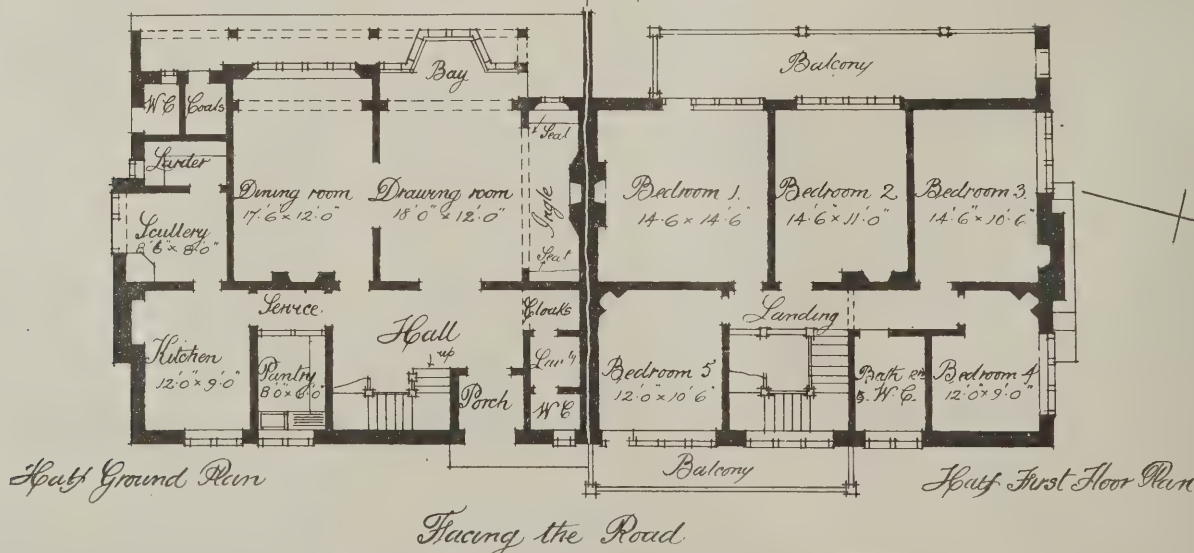 Bay
Balcony
W C
Coals
Seat
Larder
Dining room
17'.6" × 12'.0"
Drawing room
18'.0" × 12'.0"
Ingle
Bedroom 1.
14'.6" × 14'.6"
Bedroom 2
14'.6" × 11'.0"
Bedroom 3
14'.6" × 10'.6"
Scullery
8'.6" × 8'.0"
Seat
Service
Cloaks
Landing
Hall
up
Kitchen
12'.0" × 9'.0"
Pantry
8'.0" × 6'.0"
Porch
Lav'y
W C
Bedroom 5
12'.0" × 10'.6"
Bath Rm
& W.C.
Bedroom 4
12'.0" × 9'.0"
Balcony
Half Ground Plan
Half First Floor Plan
Facing the Road